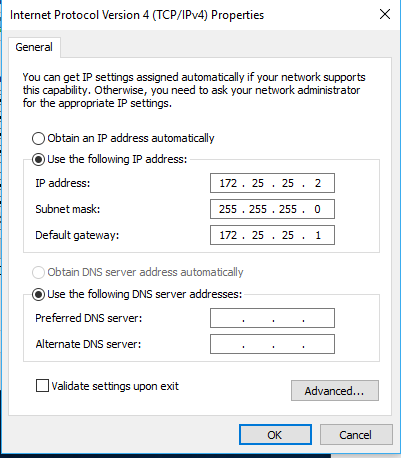 Internet Protocol Version 4 (TCP/IPv4) Properties
General
You can get IP settings assigned automatically if your network supports
this capability. Otherwise, you need to ask your network administrator
for the appropriate IP settings.
Obtain an IP address automatically
Use the following IP address:
IP address: 172 . 25 . 25 . 2
Subnet mask: 255 . 255 . 255 . 0
Default gateway: 172 . 25 . 25 . 1
Obtain DNS server address automatically
Use the following DNS server addresses:
Preferred DNS server: . . .
Alternate DNS server: . . .
Validate settings upon exit
Advanced...
OK Cancel